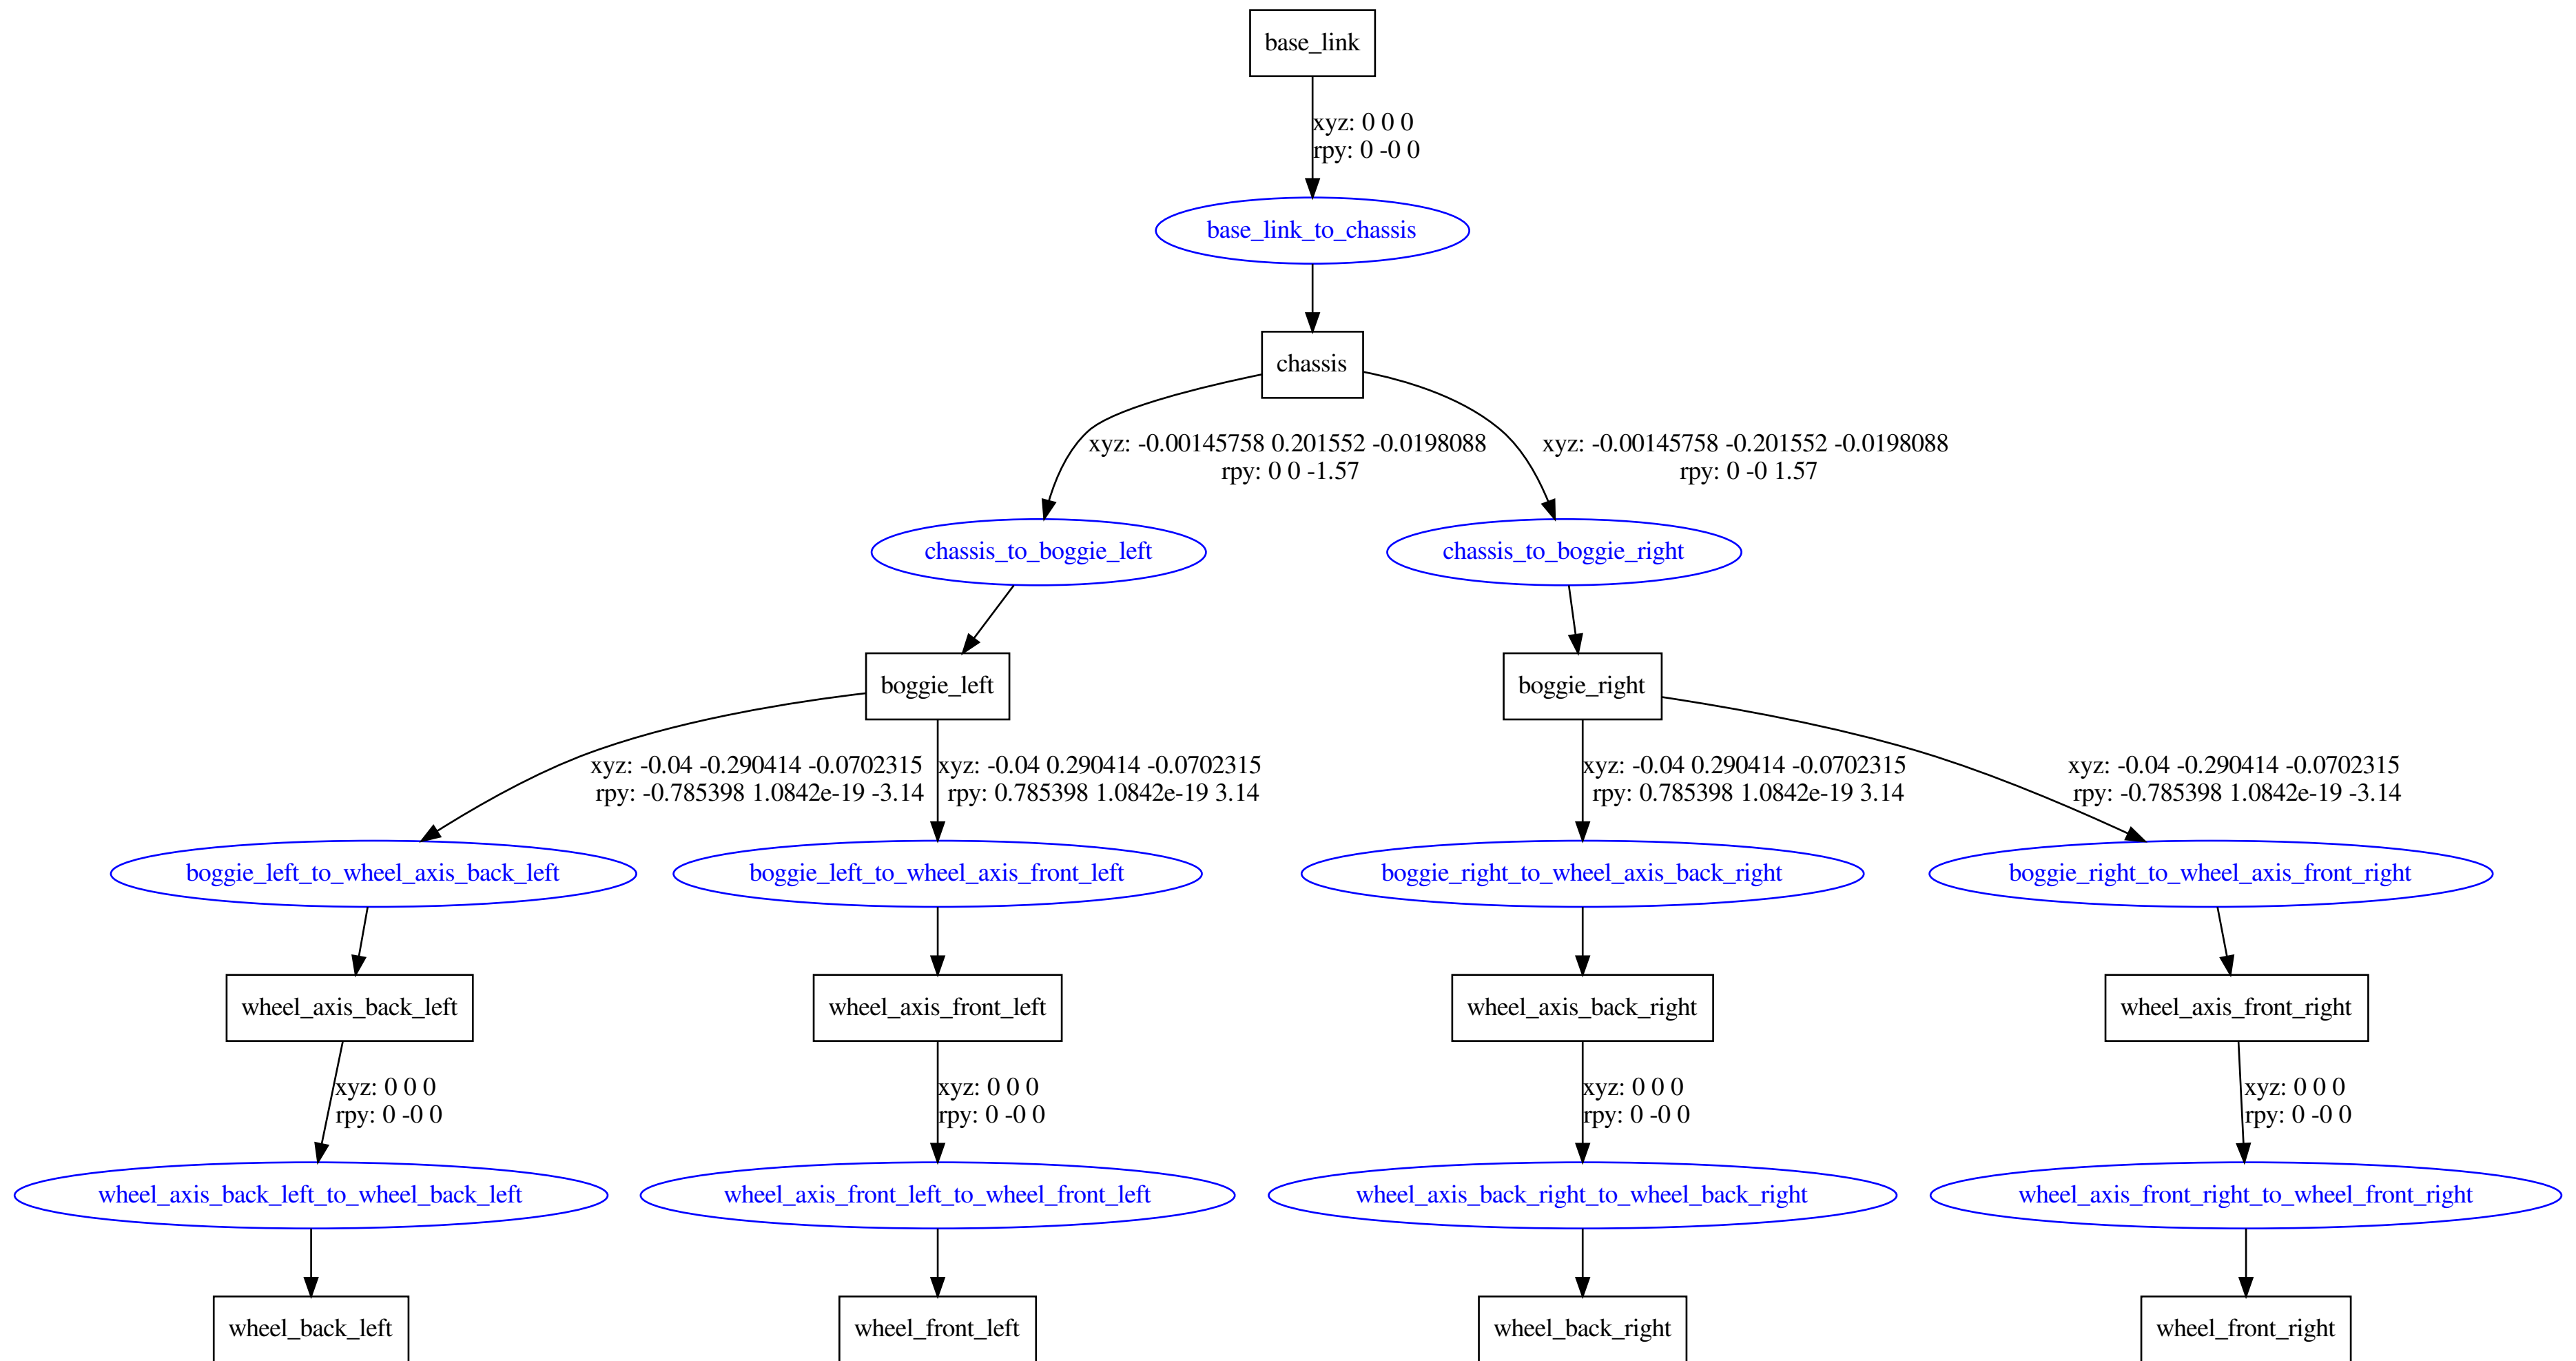 base_link
xyz: 0 0 0
rpy: 0 -0 0
base_link_to_chassis
chassis
xyz: -0.00145758 0.201552 -0.0198088
rpy: 0 0 -1.57
xyz: -0.00145758 -0.201552 -0.0198088
rpy: 0 -0 1.57
chassis_to_boggie_left
chassis_to_boggie_right
boggie_left
boggie_right
xyz: -0.04 -0.290414 -0.0702315
rpy: -0.785398 1.0842e-19 -3.14
xyz: -0.04 0.290414 -0.0702315
rpy: 0.785398 1.0842e-19 3.14
xyz: -0.04 0.290414 -0.0702315
rpy: 0.785398 1.0842e-19 3.14
xyz: -0.04 -0.290414 -0.0702315
rpy: -0.785398 1.0842e-19 -3.14
boggie_left_to_wheel_axis_back_left
boggie_left_to_wheel_axis_front_left
boggie_right_to_wheel_axis_back_right
boggie_right_to_wheel_axis_front_right
wheel_axis_back_left
wheel_axis_front_left
wheel_axis_back_right
wheel_axis_front_right
xyz: 0 0 0
rpy: 0 -0 0
xyz: 0 0 0
rpy: 0 -0 0
xyz: 0 0 0
rpy: 0 -0 0
xyz: 0 0 0
rpy: 0 -0 0
wheel_axis_back_left_to_wheel_back_left
wheel_axis_front_left_to_wheel_front_left
wheel_axis_back_right_to_wheel_back_right
wheel_axis_front_right_to_wheel_front_right
wheel_back_left
wheel_front_left
wheel_back_right
wheel_front_right